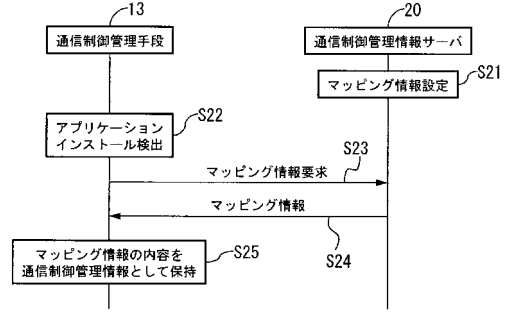 13
20
通信制御管理手段
通信制御管理情報サーバ
マッピング情報設定
S21
アプリケーション
インストール検出
S22
マッピング情報要求
S23
マッピング情報
S24
マッピング情報の内容を
通信制御管理情報として保持
S25